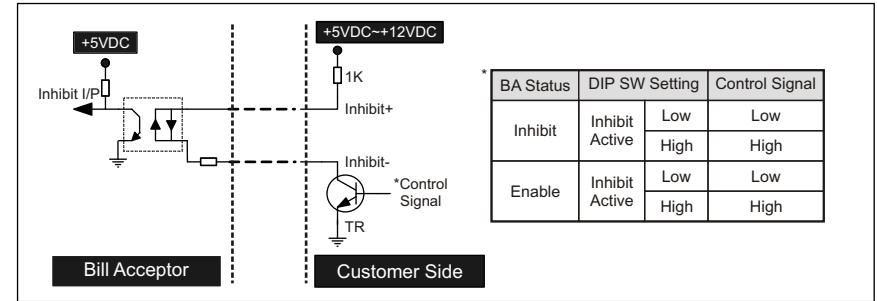 +5VDC
+5VDC~+12VDC
1K
Inhibit I/P
Inhibit+
Inhibit-
*Control
Signal
TR
Bill Acceptor
Customer Side
*
BA Status DIP SW Setting Control Signal
Inhibit Inhibit Active Low Low
High High
Enable Inhibit Active Low Low
High High